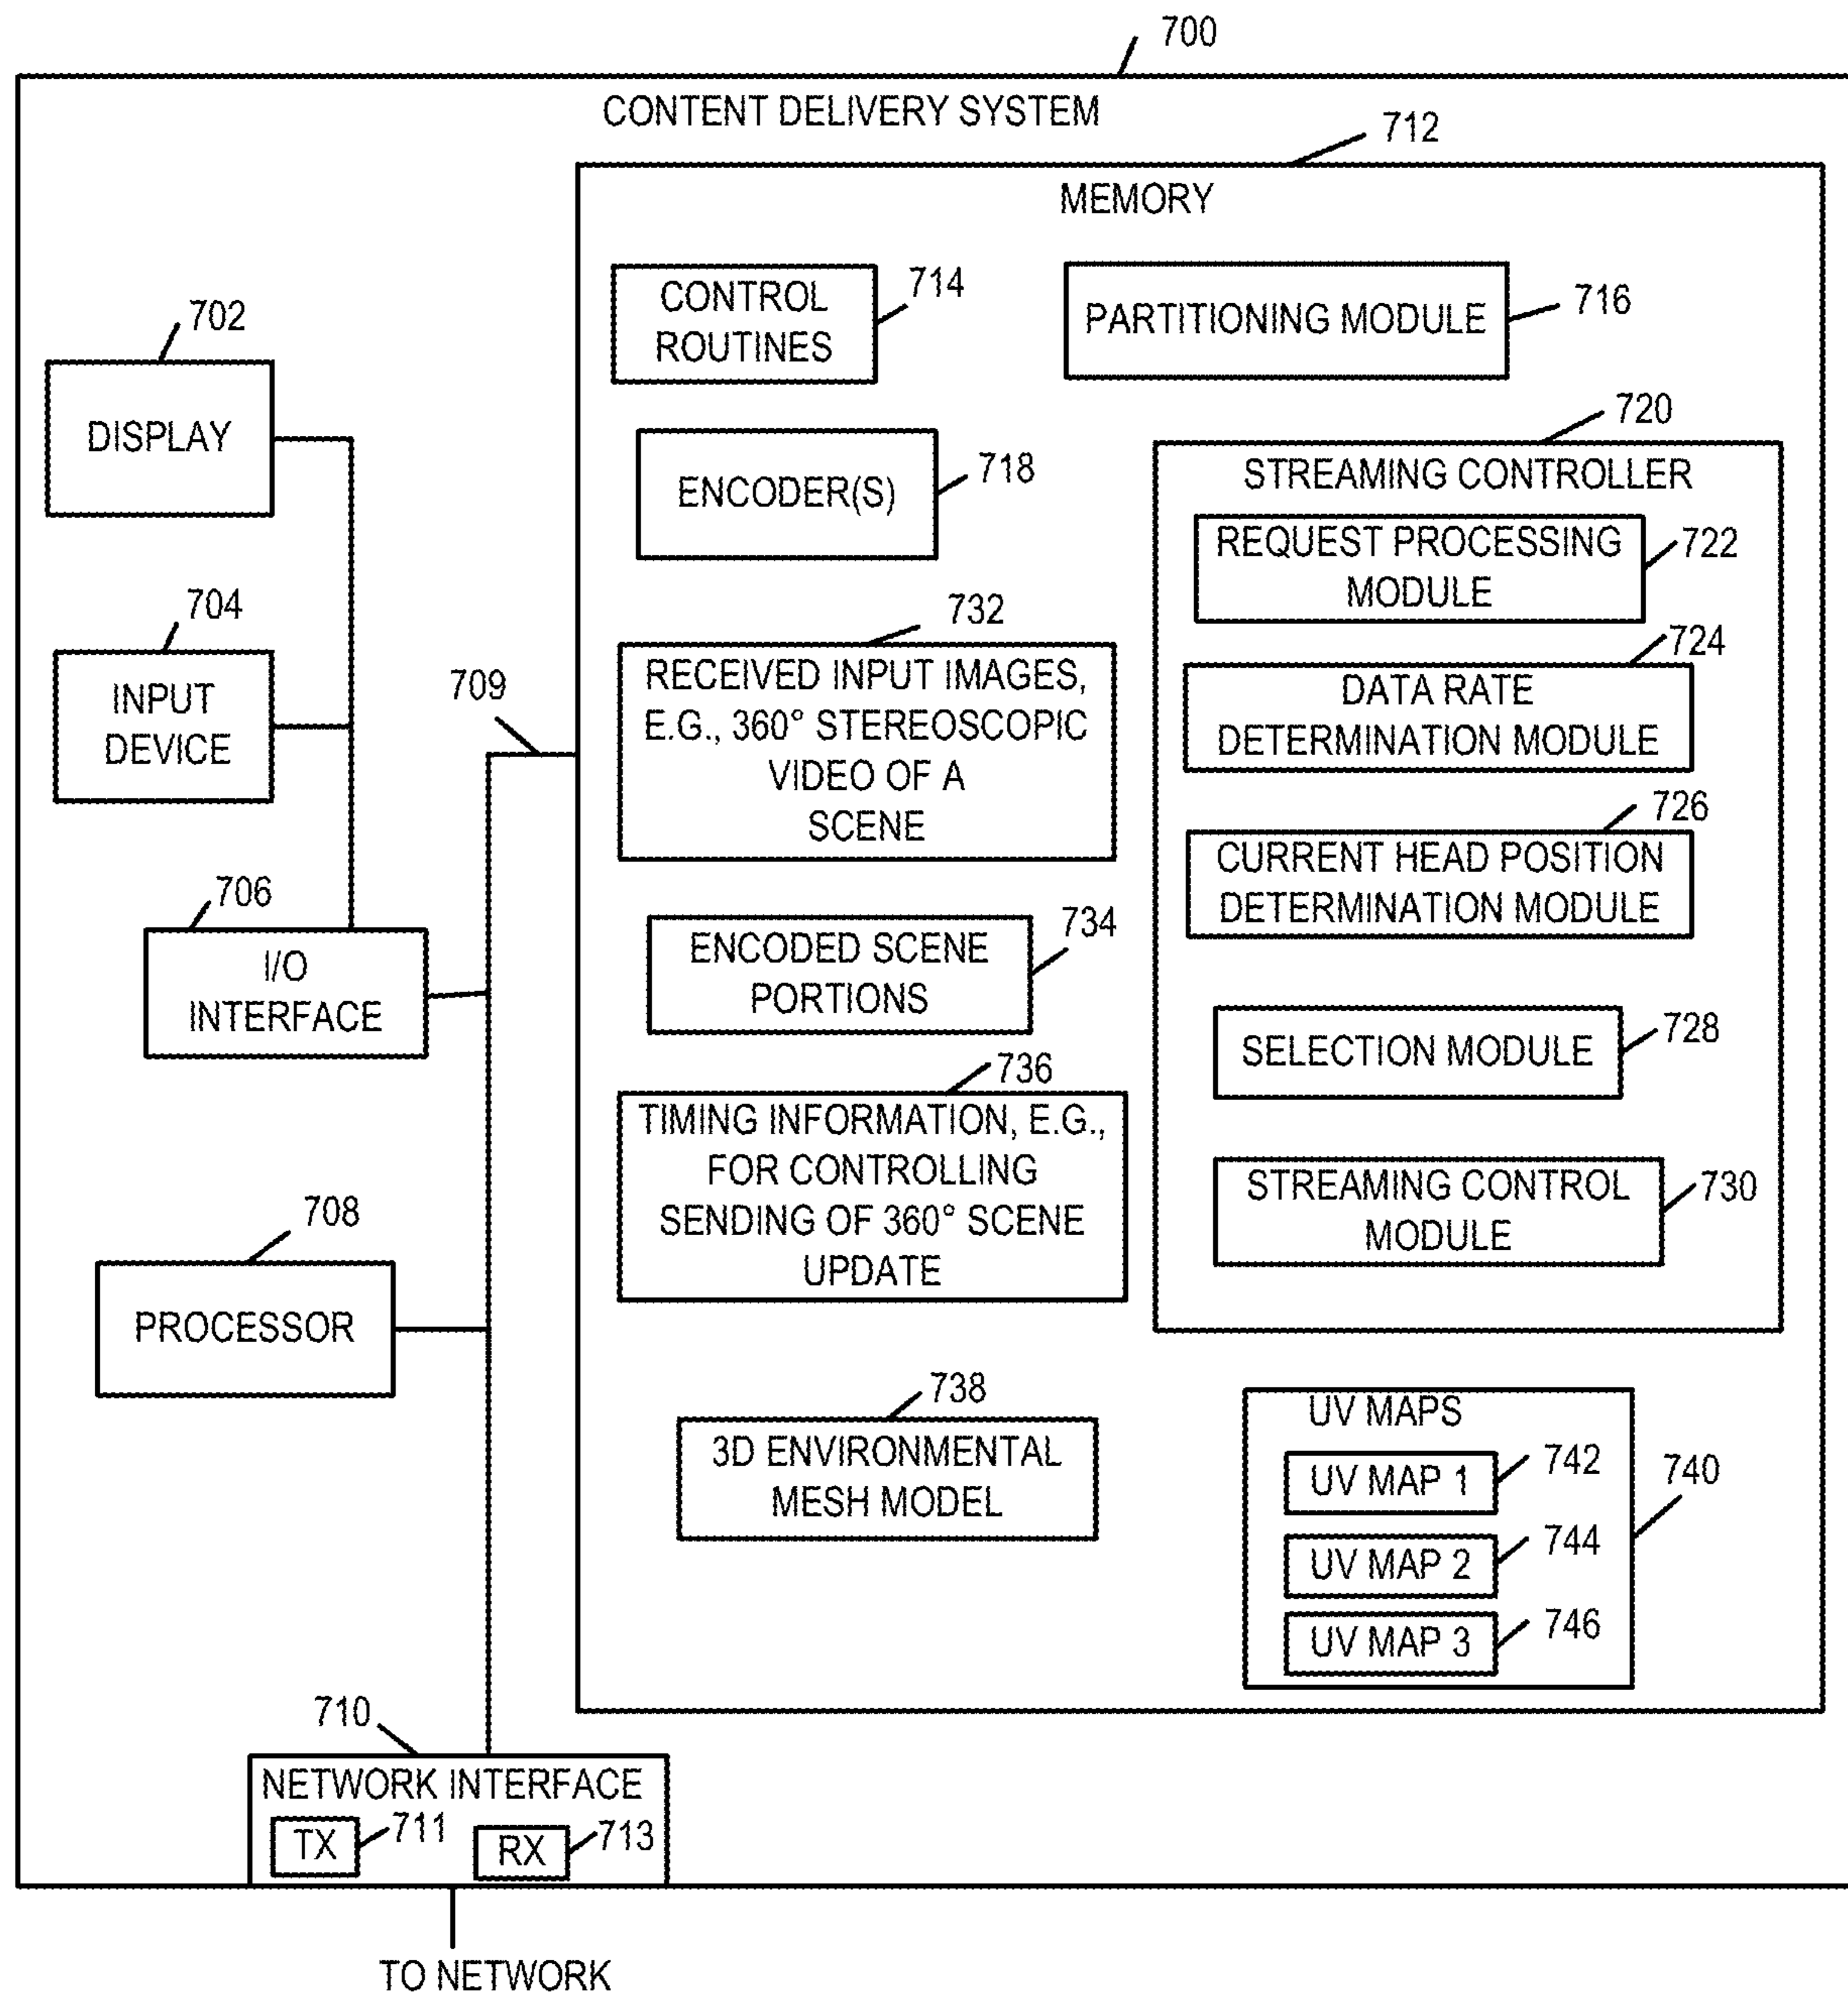 700
CONTENT DELIVERY SYSTEM
712
MEMORY
702
DISPLAY
704
INPUT
DEVICE
706
I/O
INTERFACE
708
PROCESSOR
709
710
NETWORK INTERFACE
TX
711
RX
713
TO NETWORK
CONTROL
ROUTINES
714
PARTITIONING MODULE
716
ENCODER(S)
718
732
RECEIVED INPUT IMAGES,
E.G., 360° STEREOSCOPIC
VIDEO OF A
SCENE
ENCODED SCENE
PORTIONS
734
736
TIMING INFORMATION, E.G.,
FOR CONTROLLING
SENDING OF 360° SCENE
UPDATE
738
3D ENVIRONMENTAL
MESH MODEL
720
STREAMING CONTROLLER
REQUEST PROCESSING
MODULE
722
724
DATA RATE
DETERMINATION MODULE
726
CURRENT HEAD POSITION
DETERMINATION MODULE
SELECTION MODULE
728
STREAMING CONTROL
MODULE
730
UV MAPS
740
UV MAP 1
742
UV MAP 2
744
UV MAP 3
746